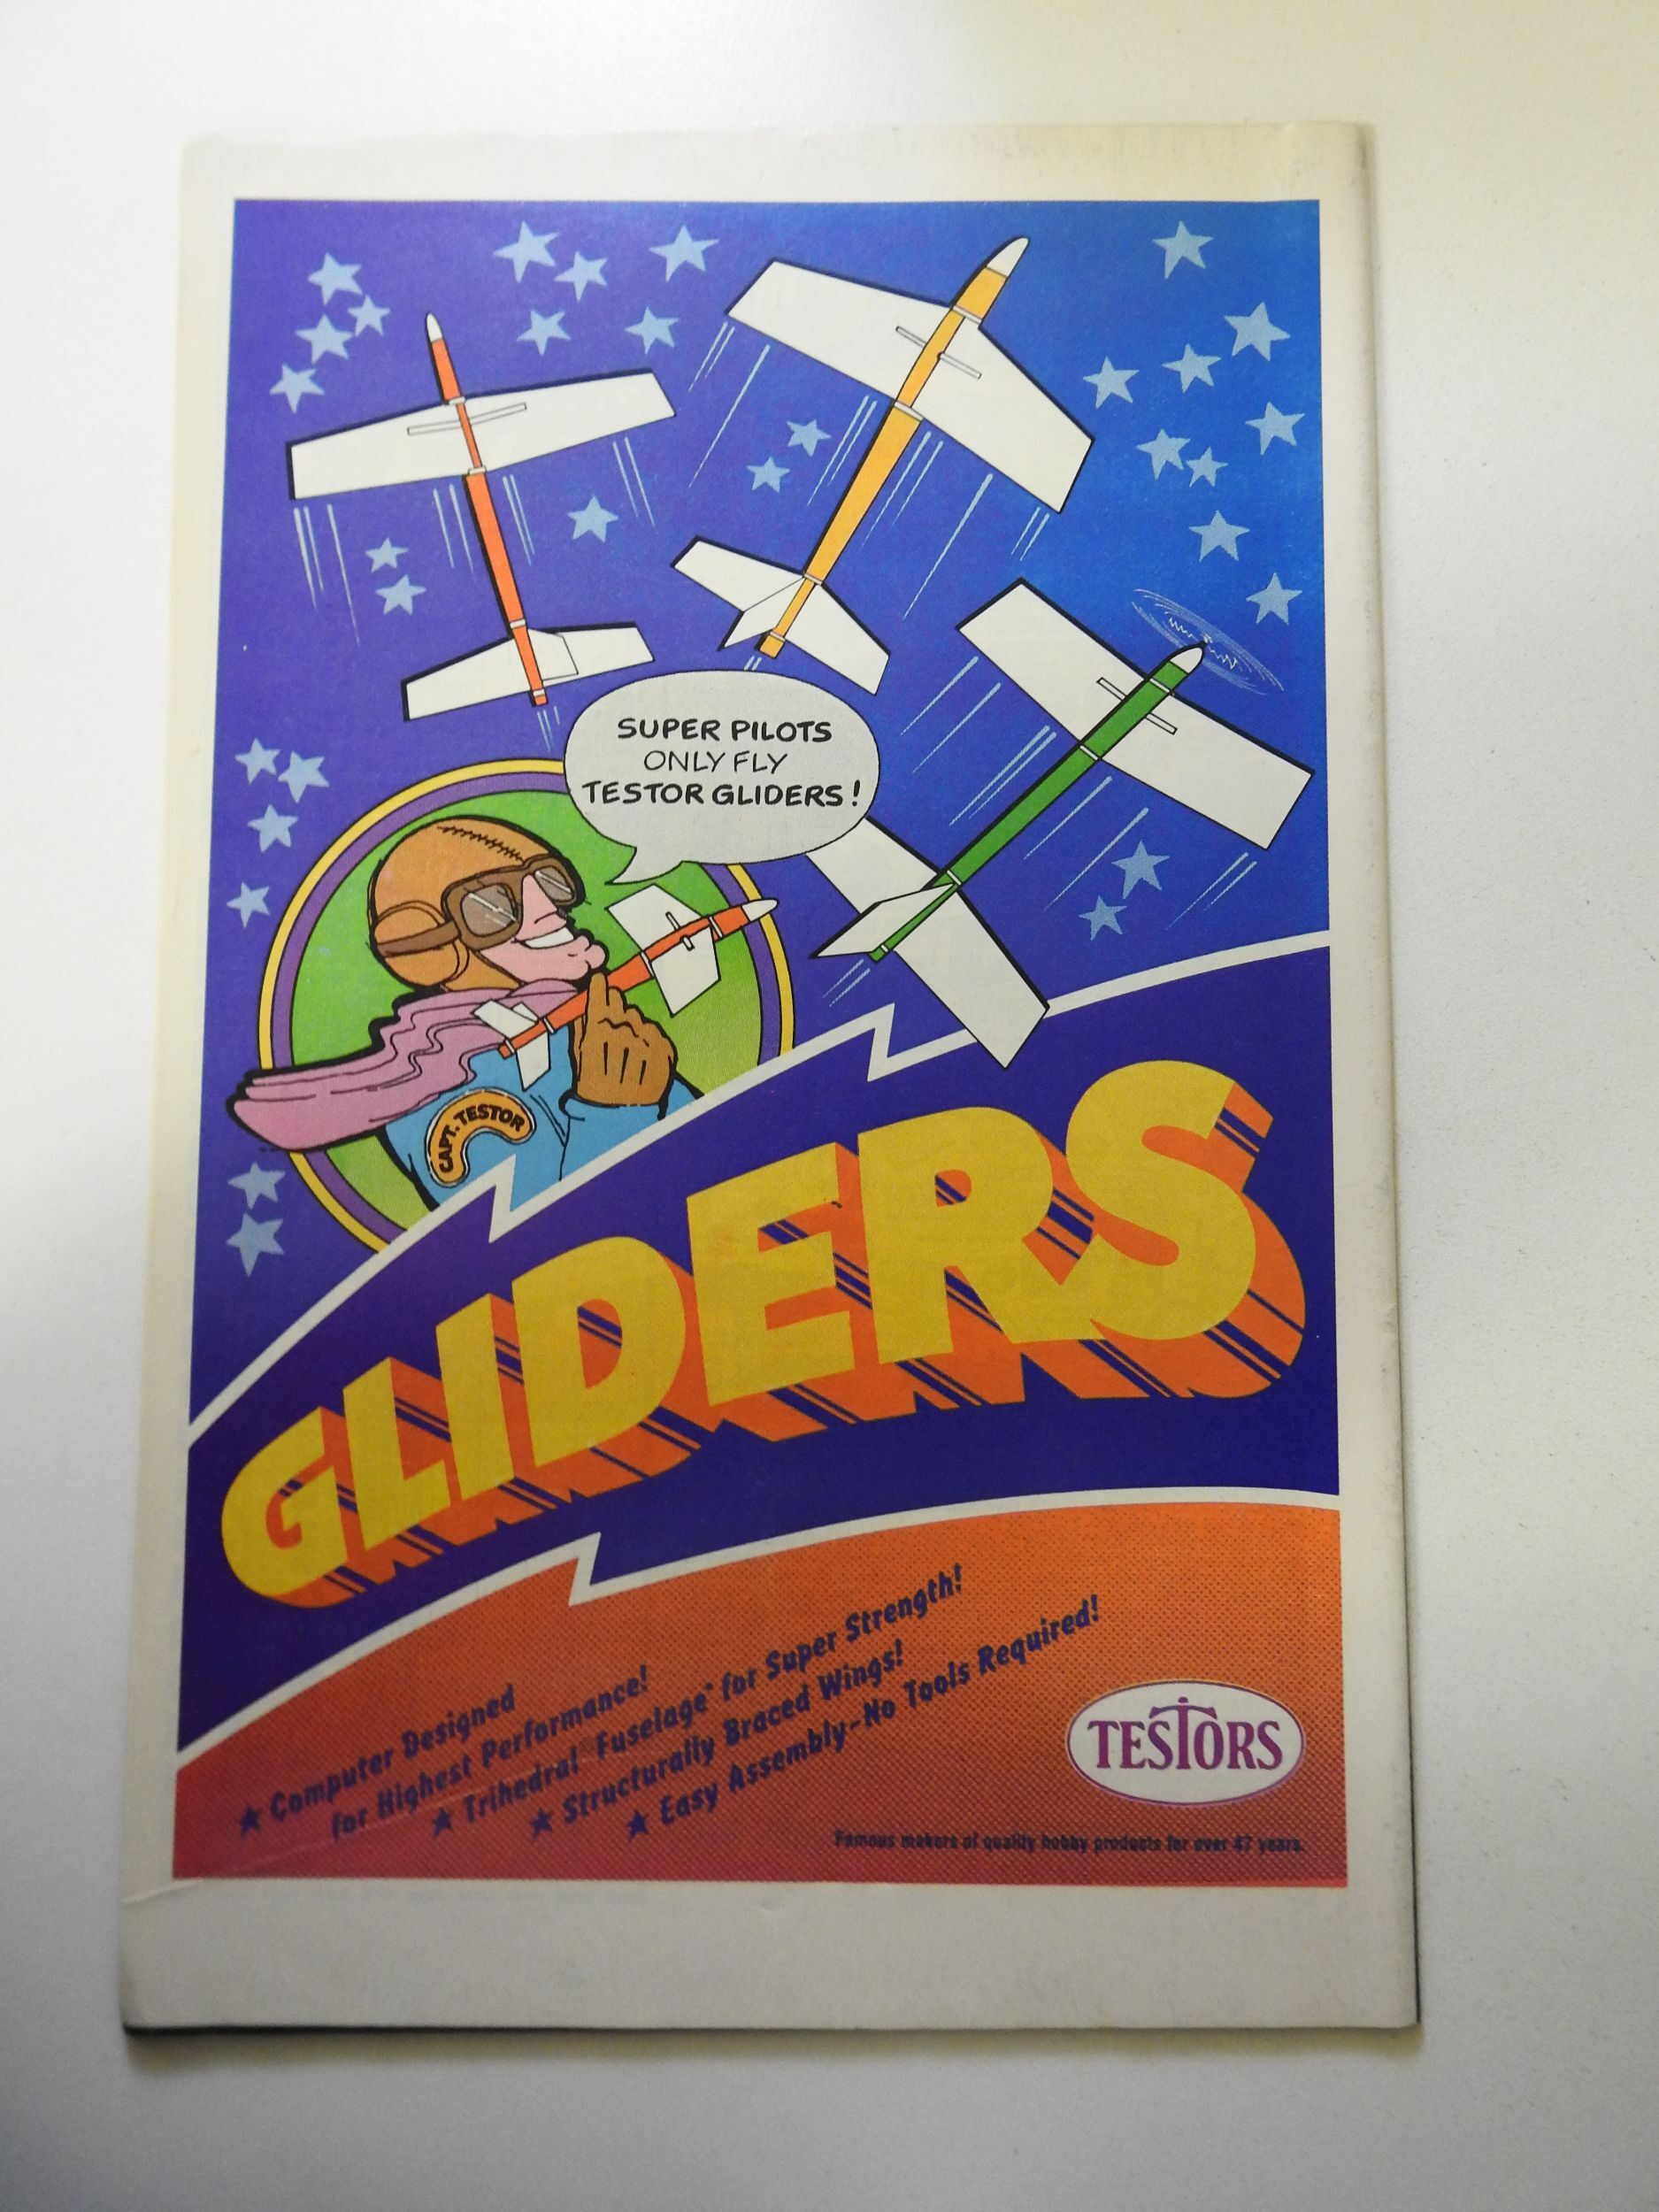 SUPER PILOTS
ONLY FLY
TESTOR GLIDERS!
CAPT. TESTOR
GLIDERS
★ Computer Designed
for Highest Performance!
★ Trihedral Fuselage for Super Strength!
★ Structurally Braced Wings!
★ Easy Assembly–No Tools Required!
TESTORS
Famous makers of quality hobby products for over 47 years.